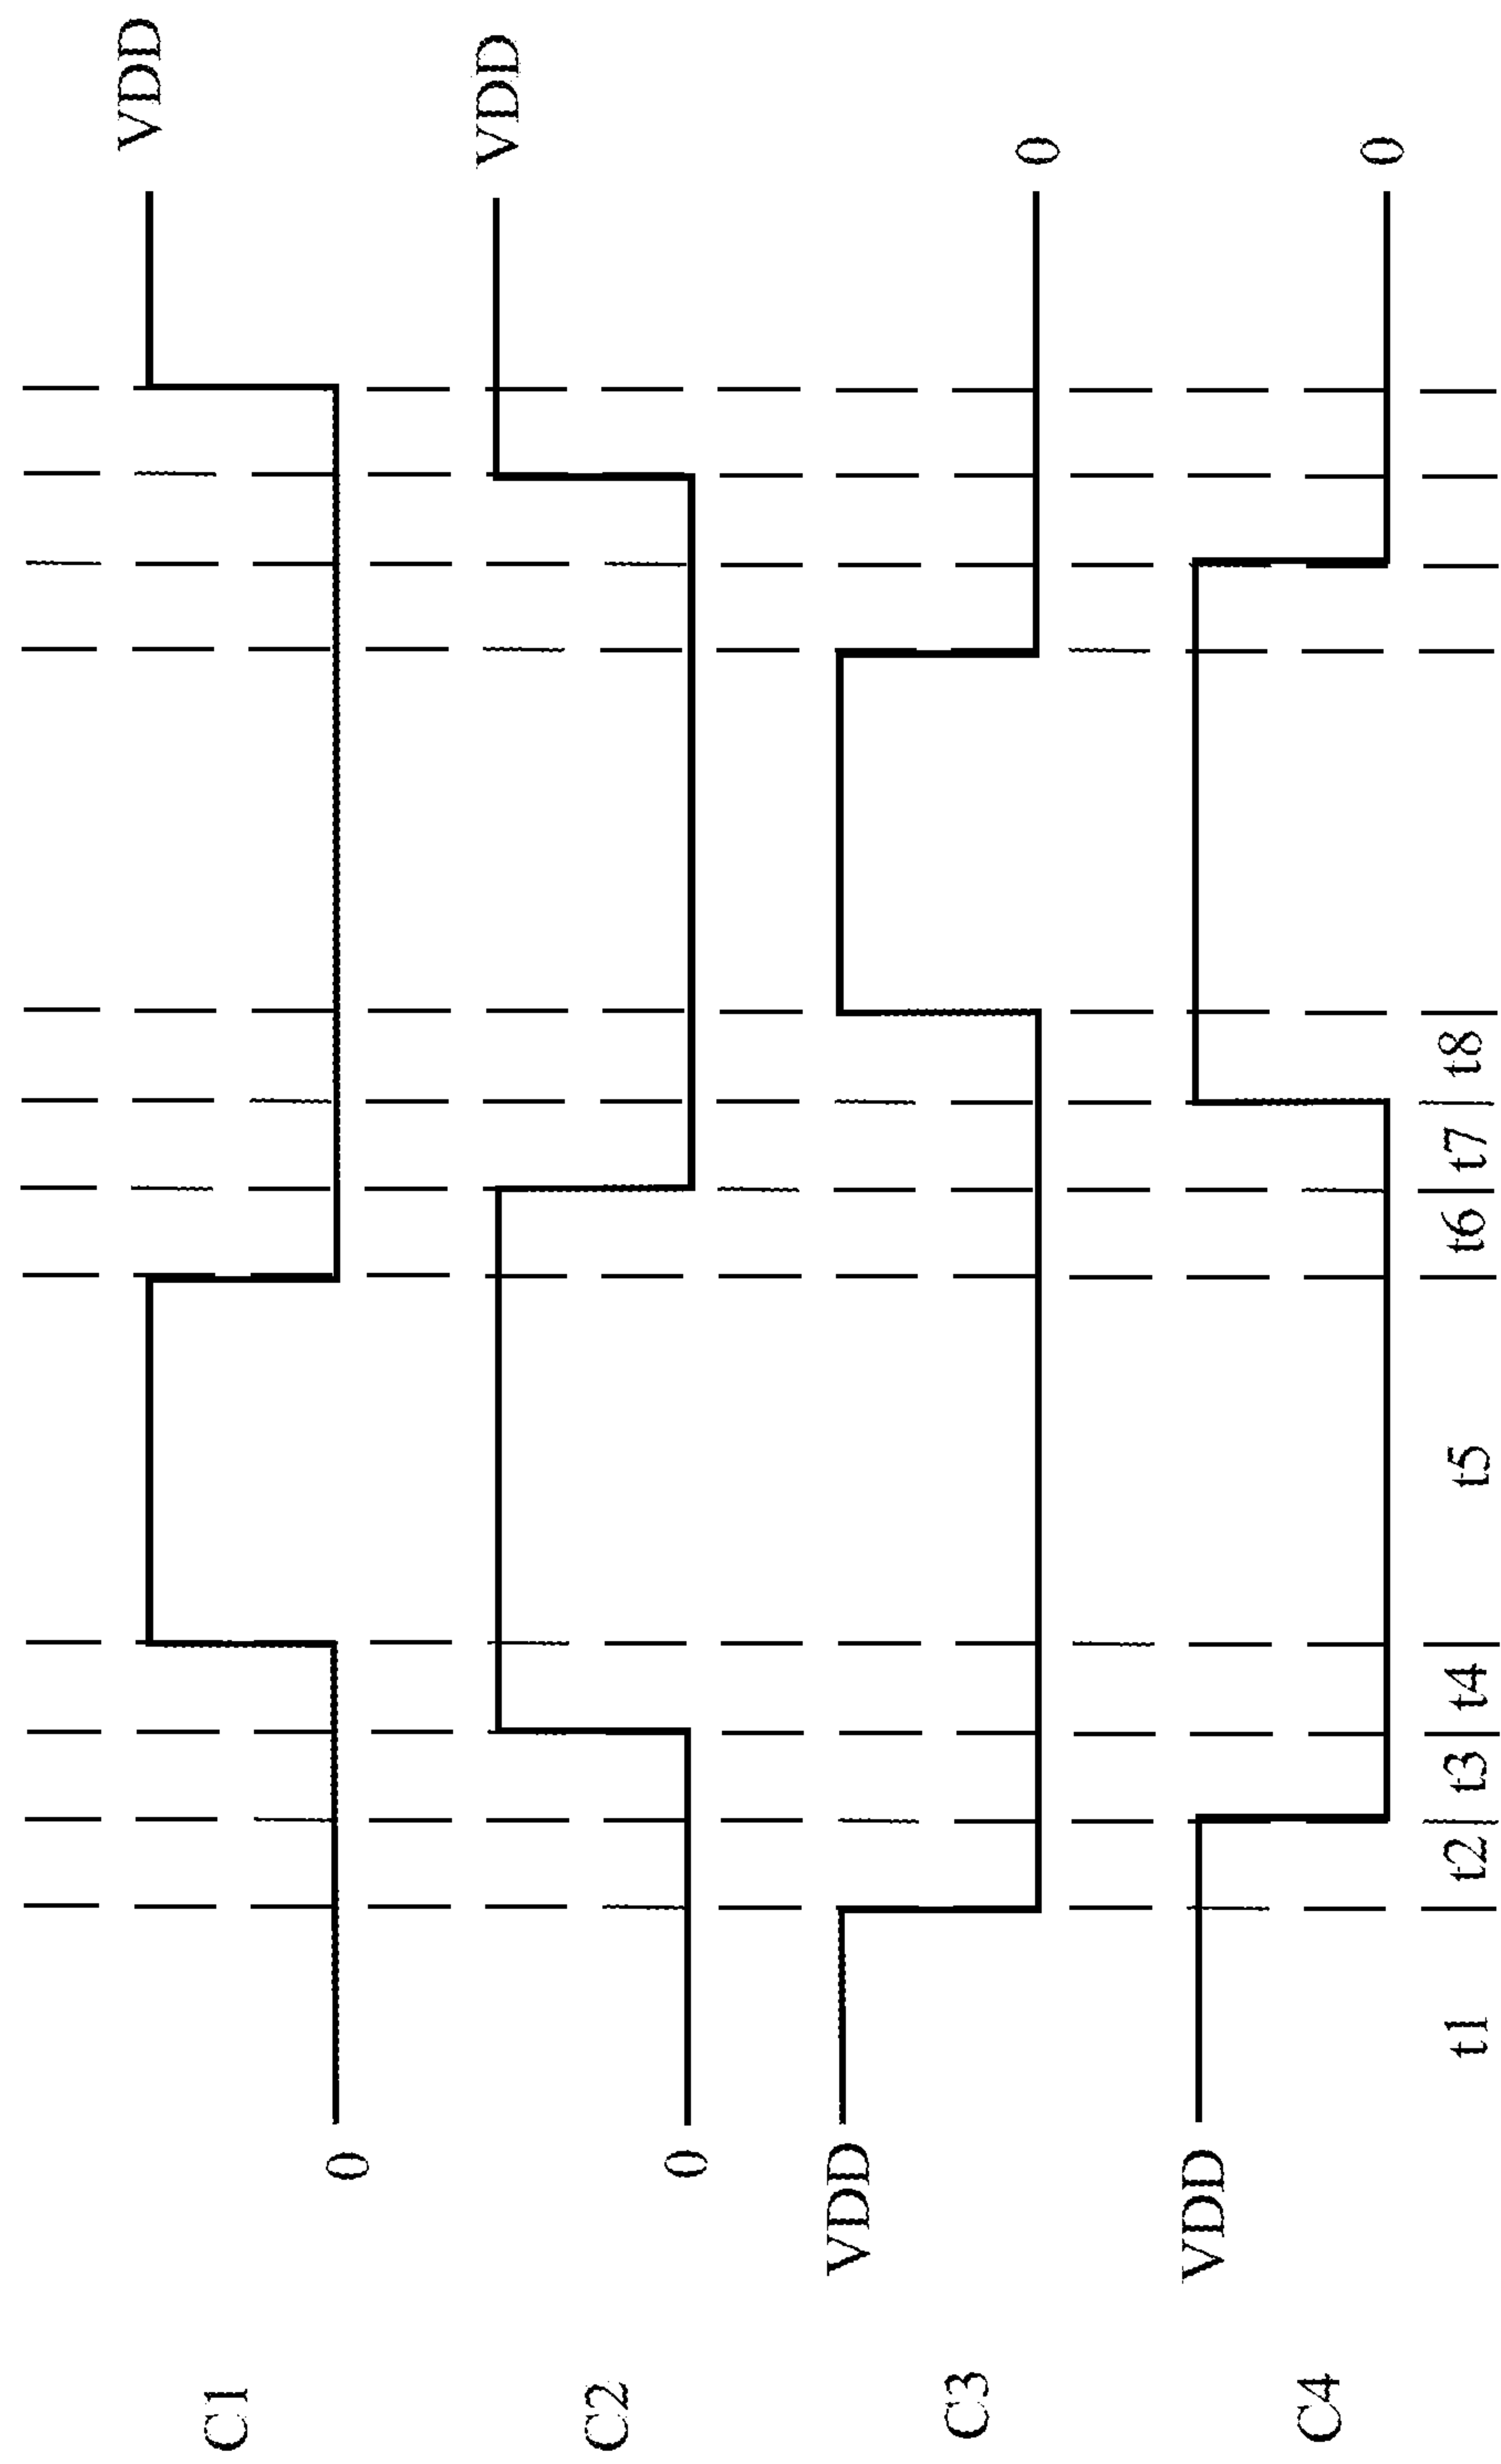 C1 0 VDD
C2 0 VDD
C3 VDD 0
C4 VDD 0
t1 t2 t3 t4 t5 t6 t7 t8